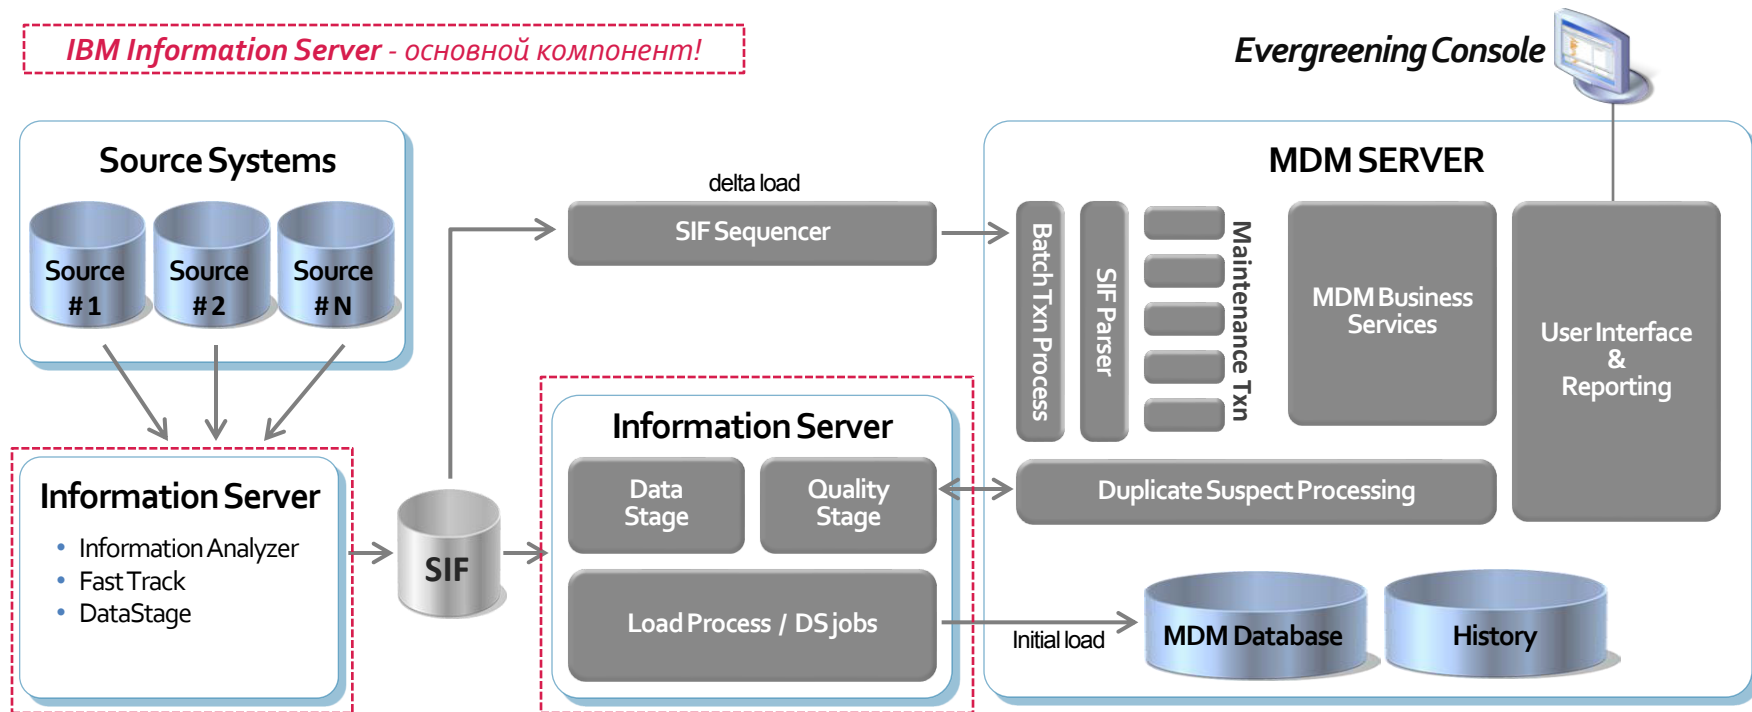 IBM Information Server - основной компонент!
Evergreening Console
Source Systems
Source
# 1
Source
# 2
Source
# N
delta load
SIF Sequencer
MDM SERVER
Batch Txn Process
SIF Parser
Maintenance Txn
MDM Business
Services
User Interface
&
Reporting
Information Server
• Information Analyzer
• Fast Track
• DataStage
SIF
Information Server
Data
Stage
Quality
Stage
Load Process / DS jobs
Duplicate Suspect Processing
Initial load
MDM Database
History